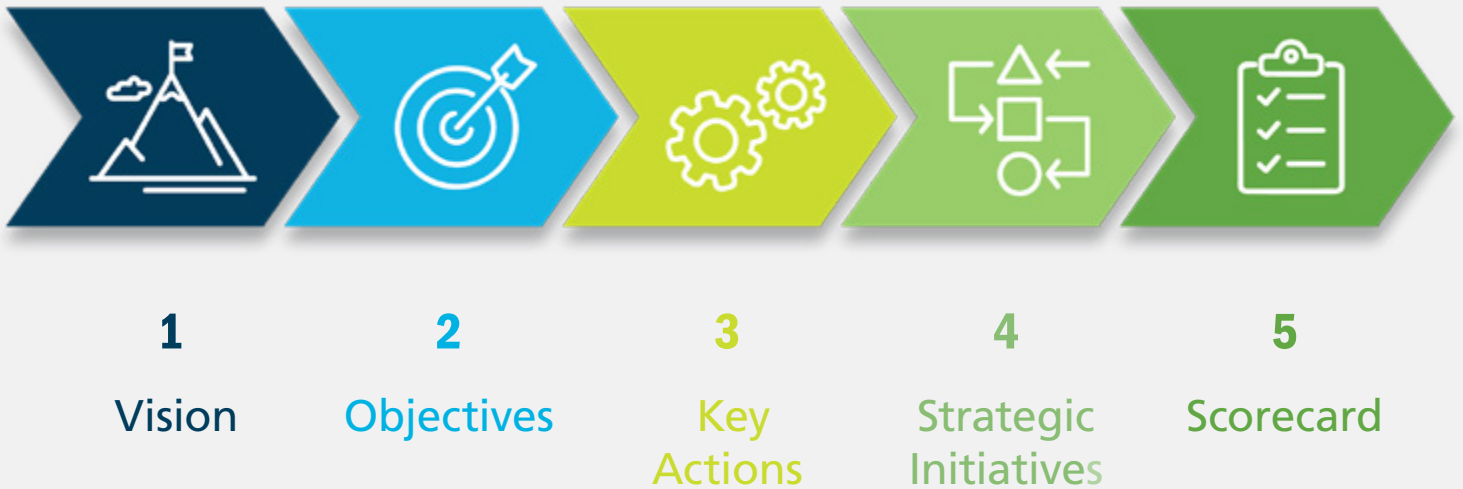 1
Vision
2
Objectives
3
Key
Actions
4
Strategic
Initiatives
5
Scorecard